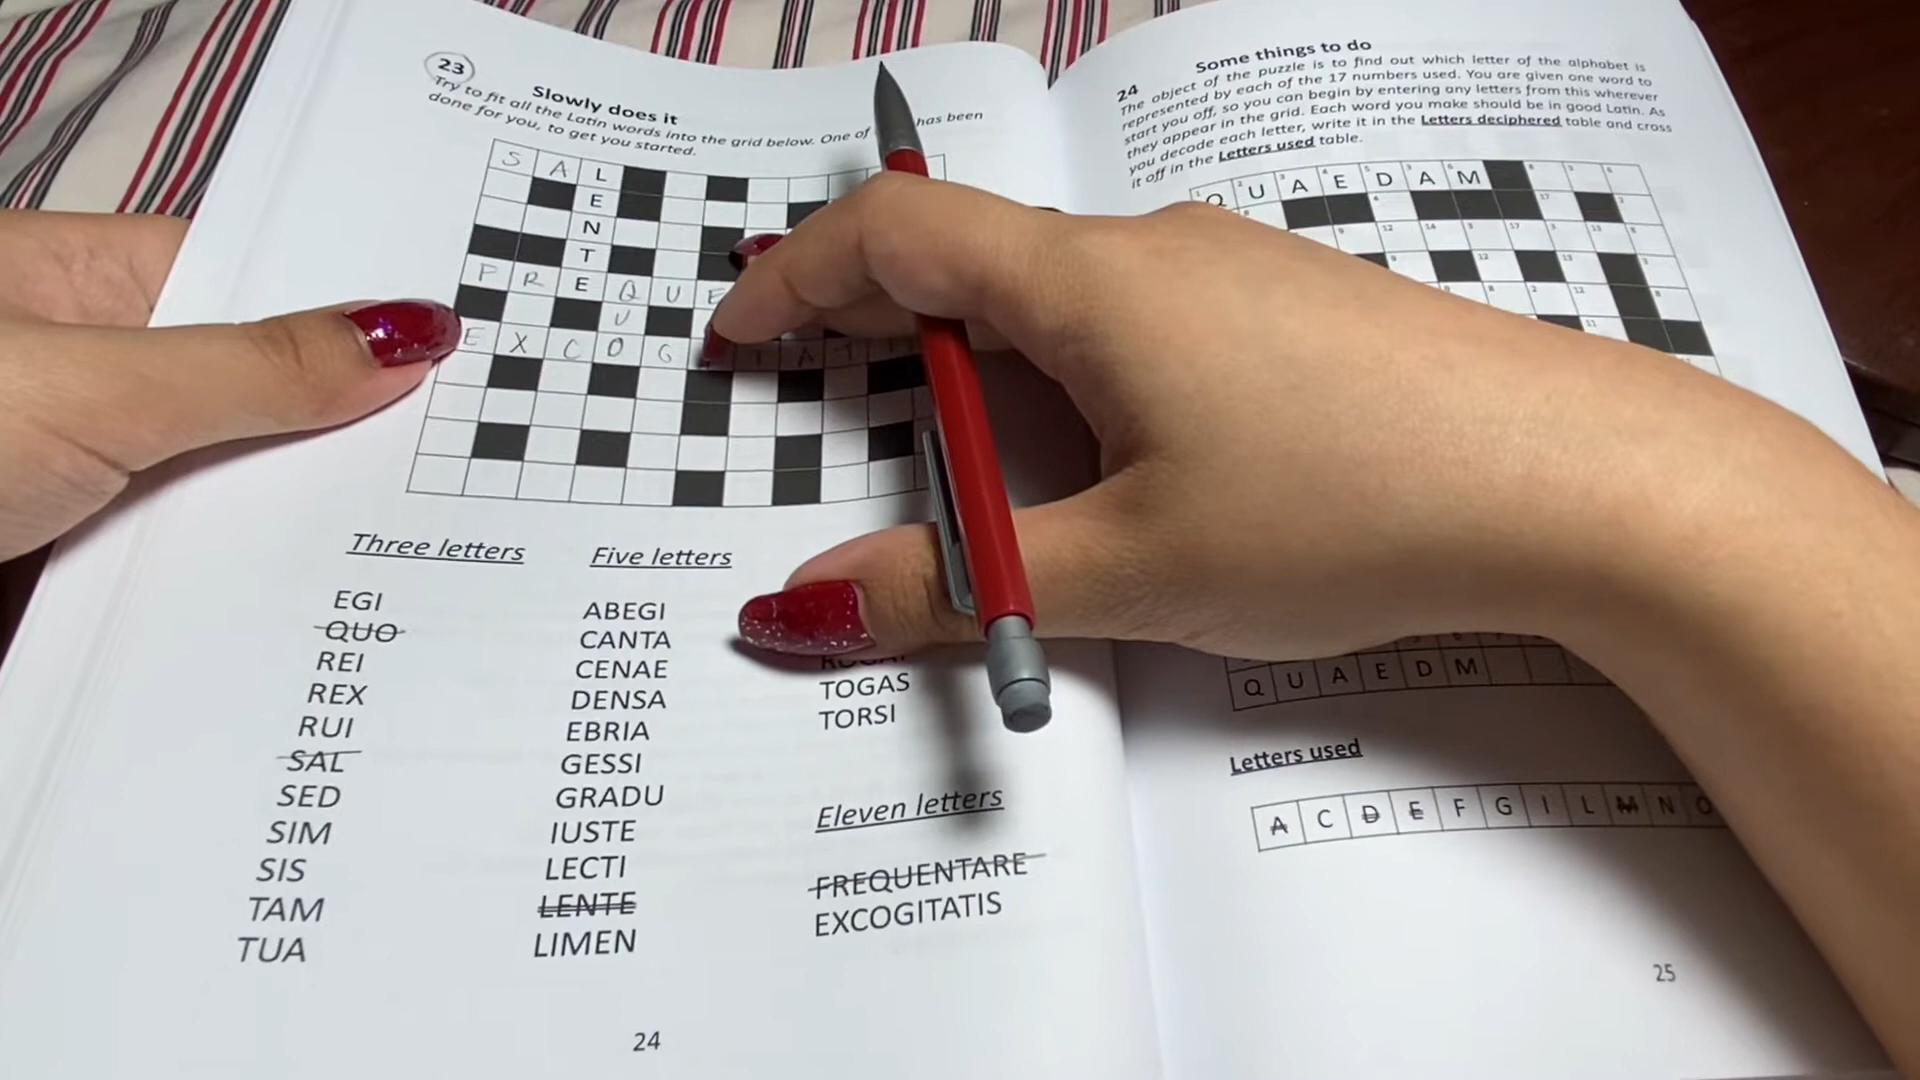 23
Slowly does it
Try to fit all the Latin words into the grid below. One of has been
done for you, to get you started.
S A L
E
N
T
F R E Q U E
U
E X C O G I T A T I
Three letters
EGI
QUO
REI
REX
RUI
SAL
SED
SIM
SIS
TAM
TUA
Five letters
ABEGI
CANTA
CENAE
DENSA
EBRIA
GESSI
GRADU
IUSTE
LECTI
LENTE
LIMEN
TOGAS
TORSI
Eleven letters
FREQUENTARE
EXCOGITATIS
24
Some things to do
24
The object of the puzzle is to find out which letter of the alphabet is
represented by each of the 17 numbers used. You are given one word to
start you off, so you can begin by entering any letters from this wherever
they appear in the grid. Each word you make should be in good Latin. As
you decode each letter, write it in the Letters deciphered table and cross
it off in the Letters used table.
Q U A E D A M
Q U A E D M
Letters used
A C D E F G I L M N O
25